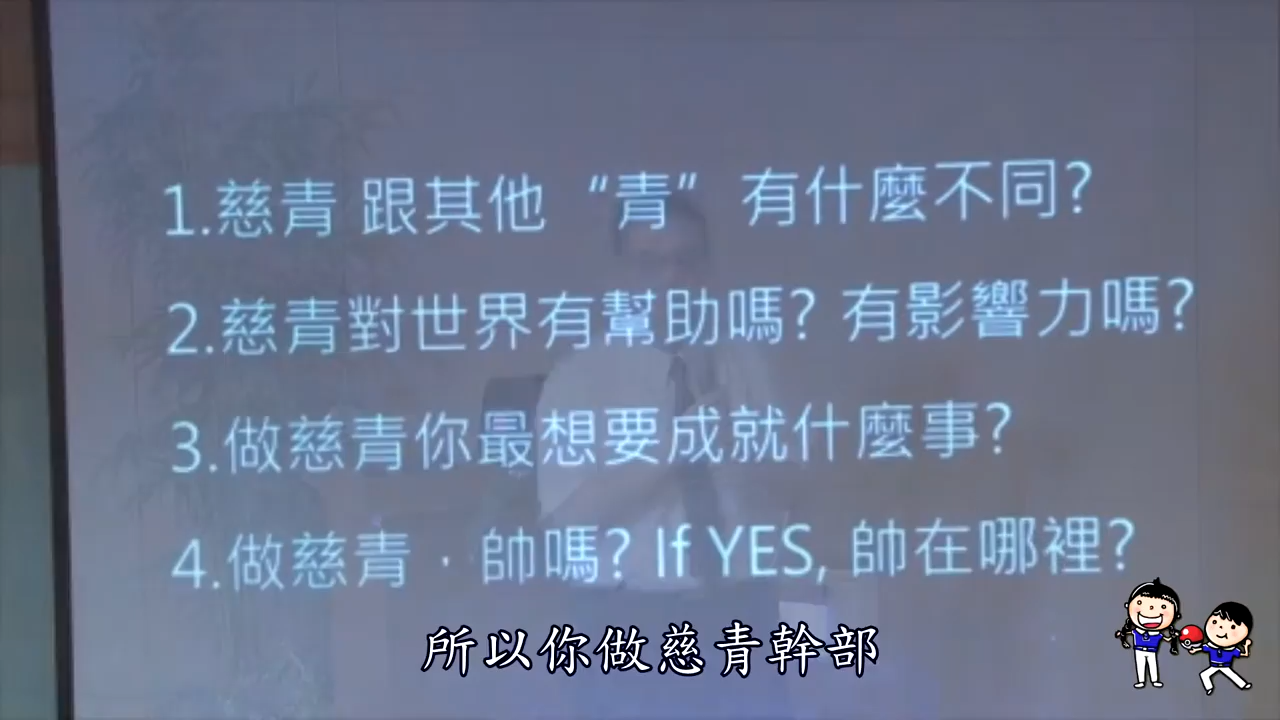 1.慈青 跟其他“青”有什麼不同?
2.慈青對世界有幫助嗎? 有影響力嗎?
3.做慈青你最想要成就什麼事?
4.做慈青，帥嗎? If YES, 帥在哪裡?
所以你做慈青幹部